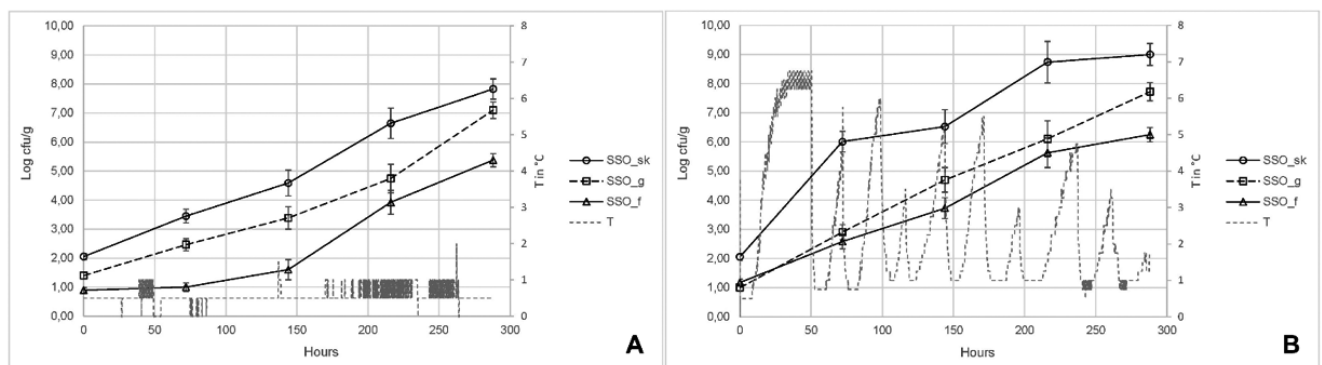 10,00
9,00
8,00
7,00
6,00
5,00
4,00
3,00
2,00
1,00
0,00
Log cfu/g
0 50 100 150 200 250 300
Hours
8
7
6
5
4
3
2
1
0
T in °C
SSO_sk
SSO_g
SSO_f
T
A
10,00
9,00
8,00
7,00
6,00
5,00
4,00
3,00
2,00
1,00
0,00
Log cfu/g
0 50 100 150 200 250 300
Hours
8
7
6
5
4
3
2
1
0
T in °C
SSO_sk
SSO_g
SSO_f
T
B